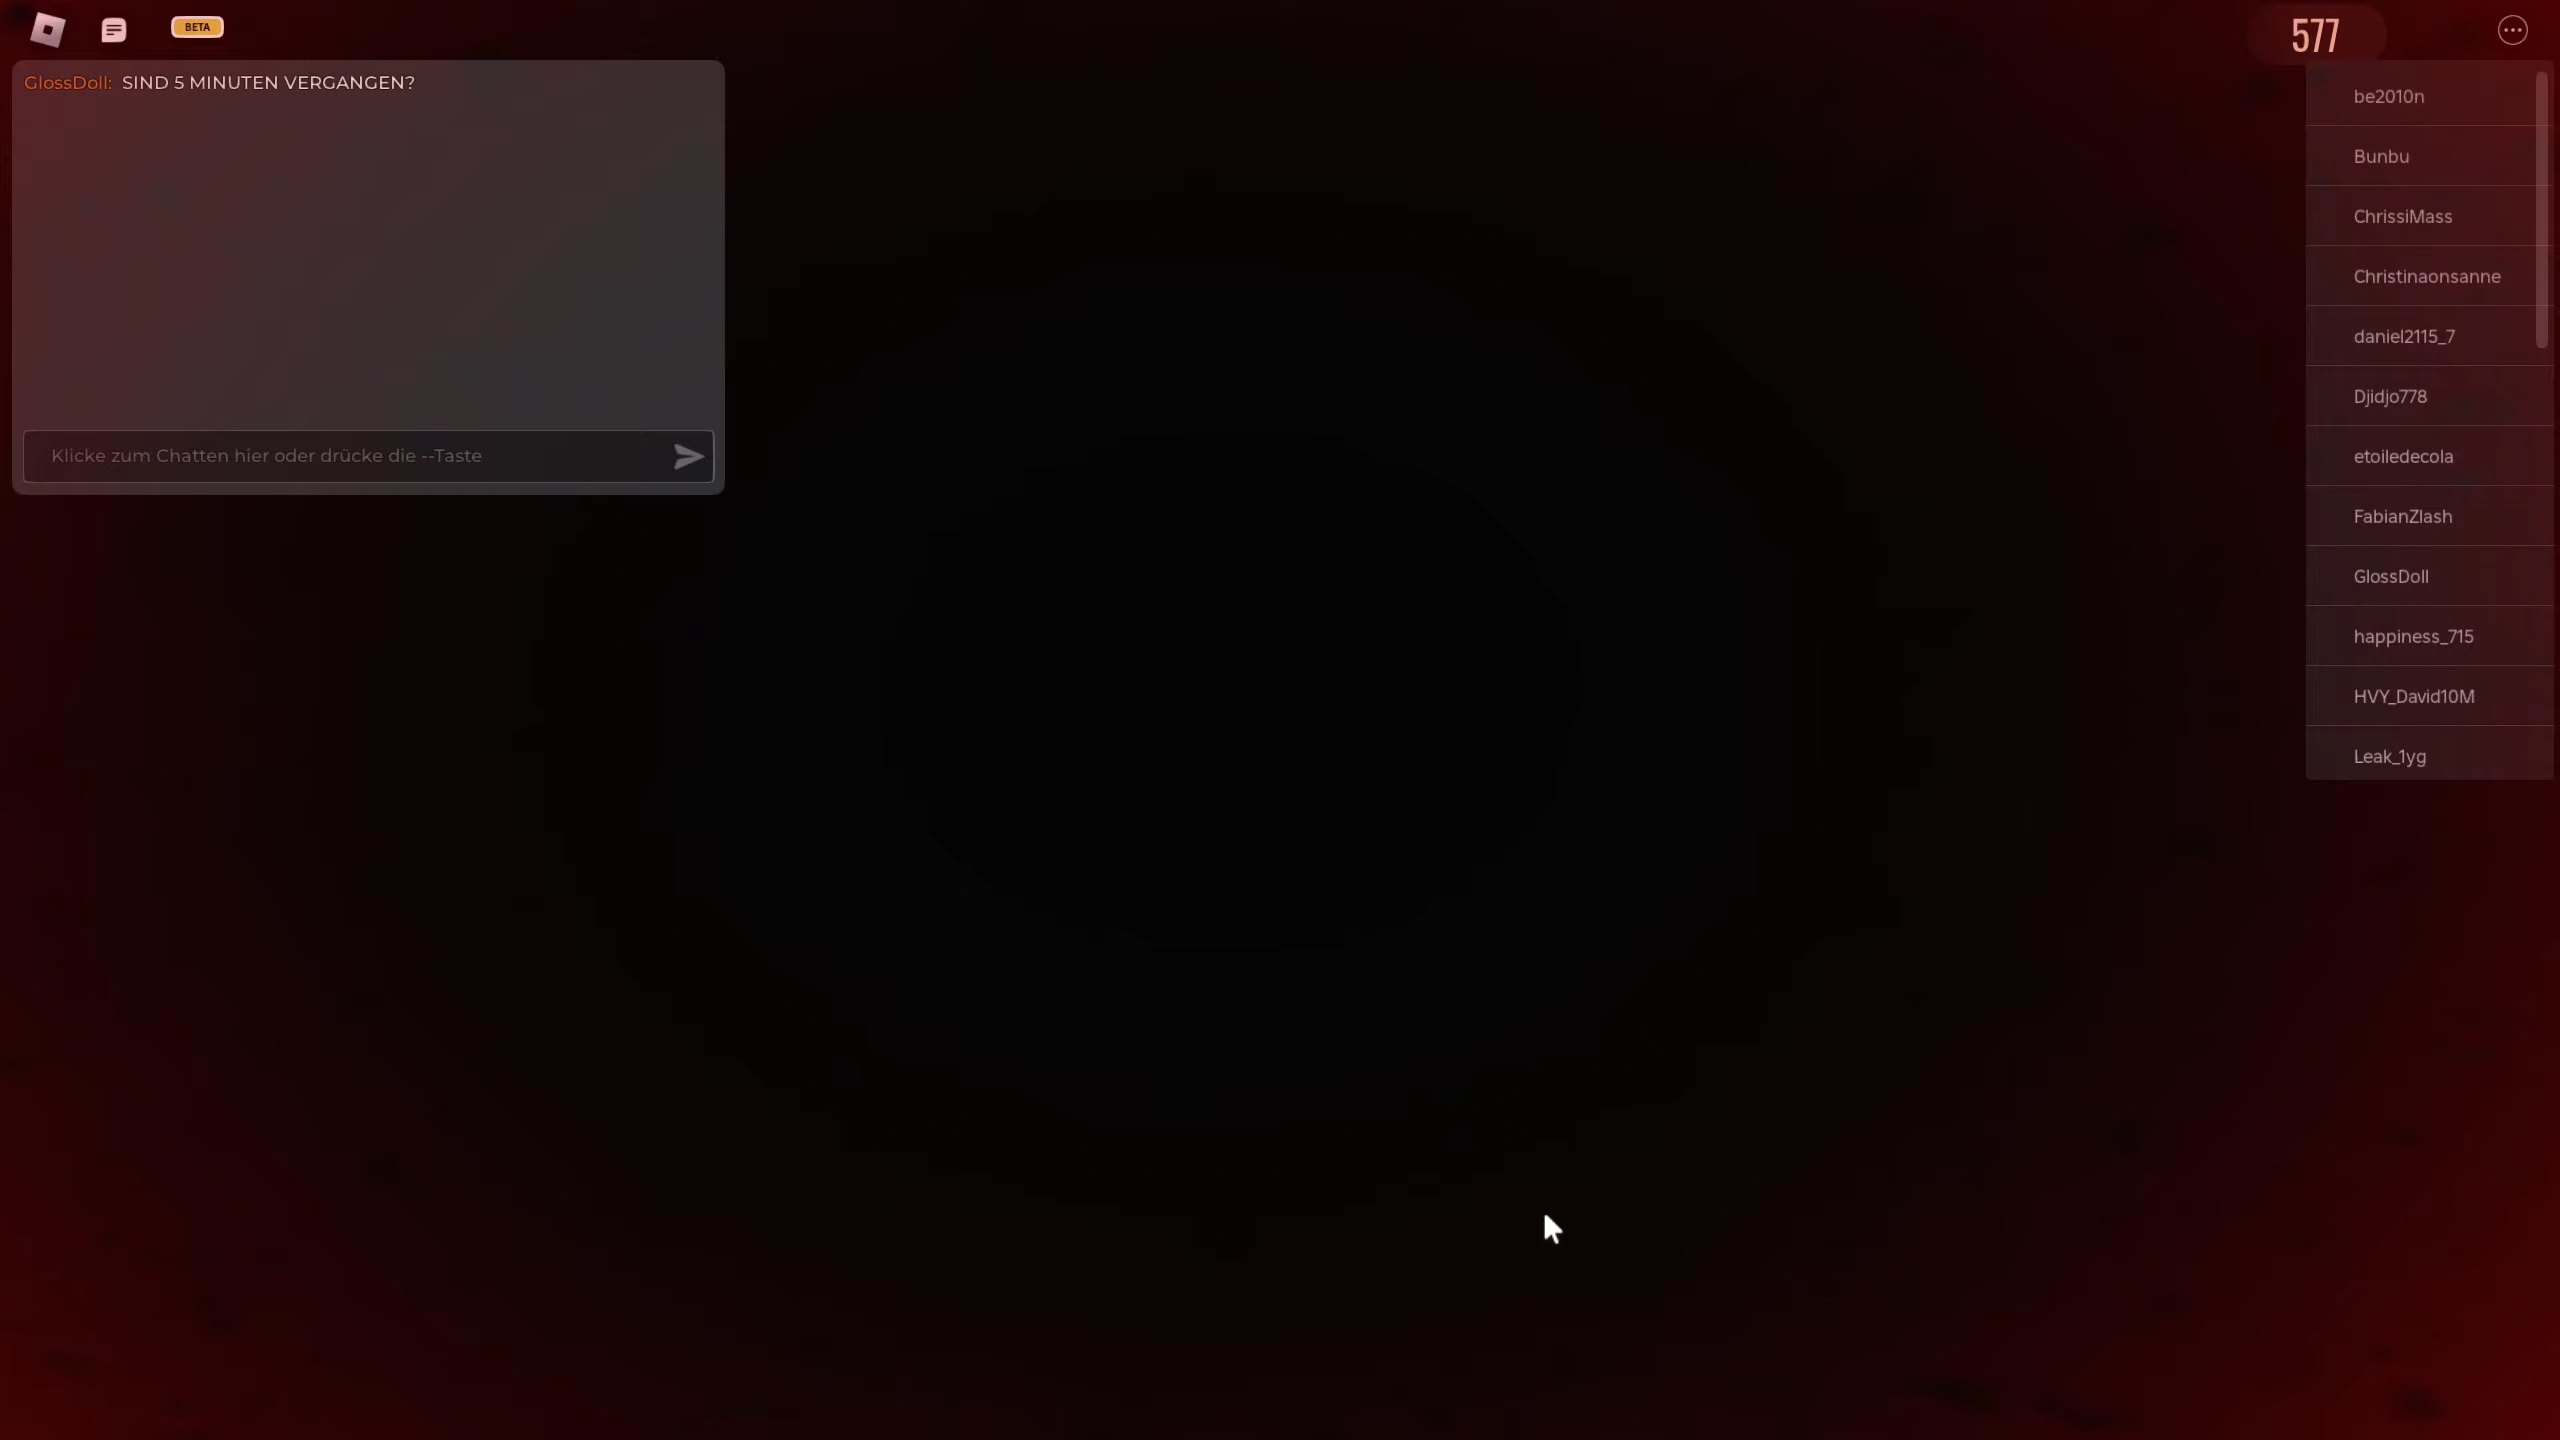 BETA
577
GlossDoll: SIND 5 MINUTEN VERGANGEN?
Klicke zum Chatten hier oder drücke die --Taste
be2010n
Bunbu
ChrissiMass
Christinaonsanne
daniel2115_7
Djidjo778
etoiledecola
FabianZlash
GlossDoll
happiness_715
HVY_David10M
Leak_1yg